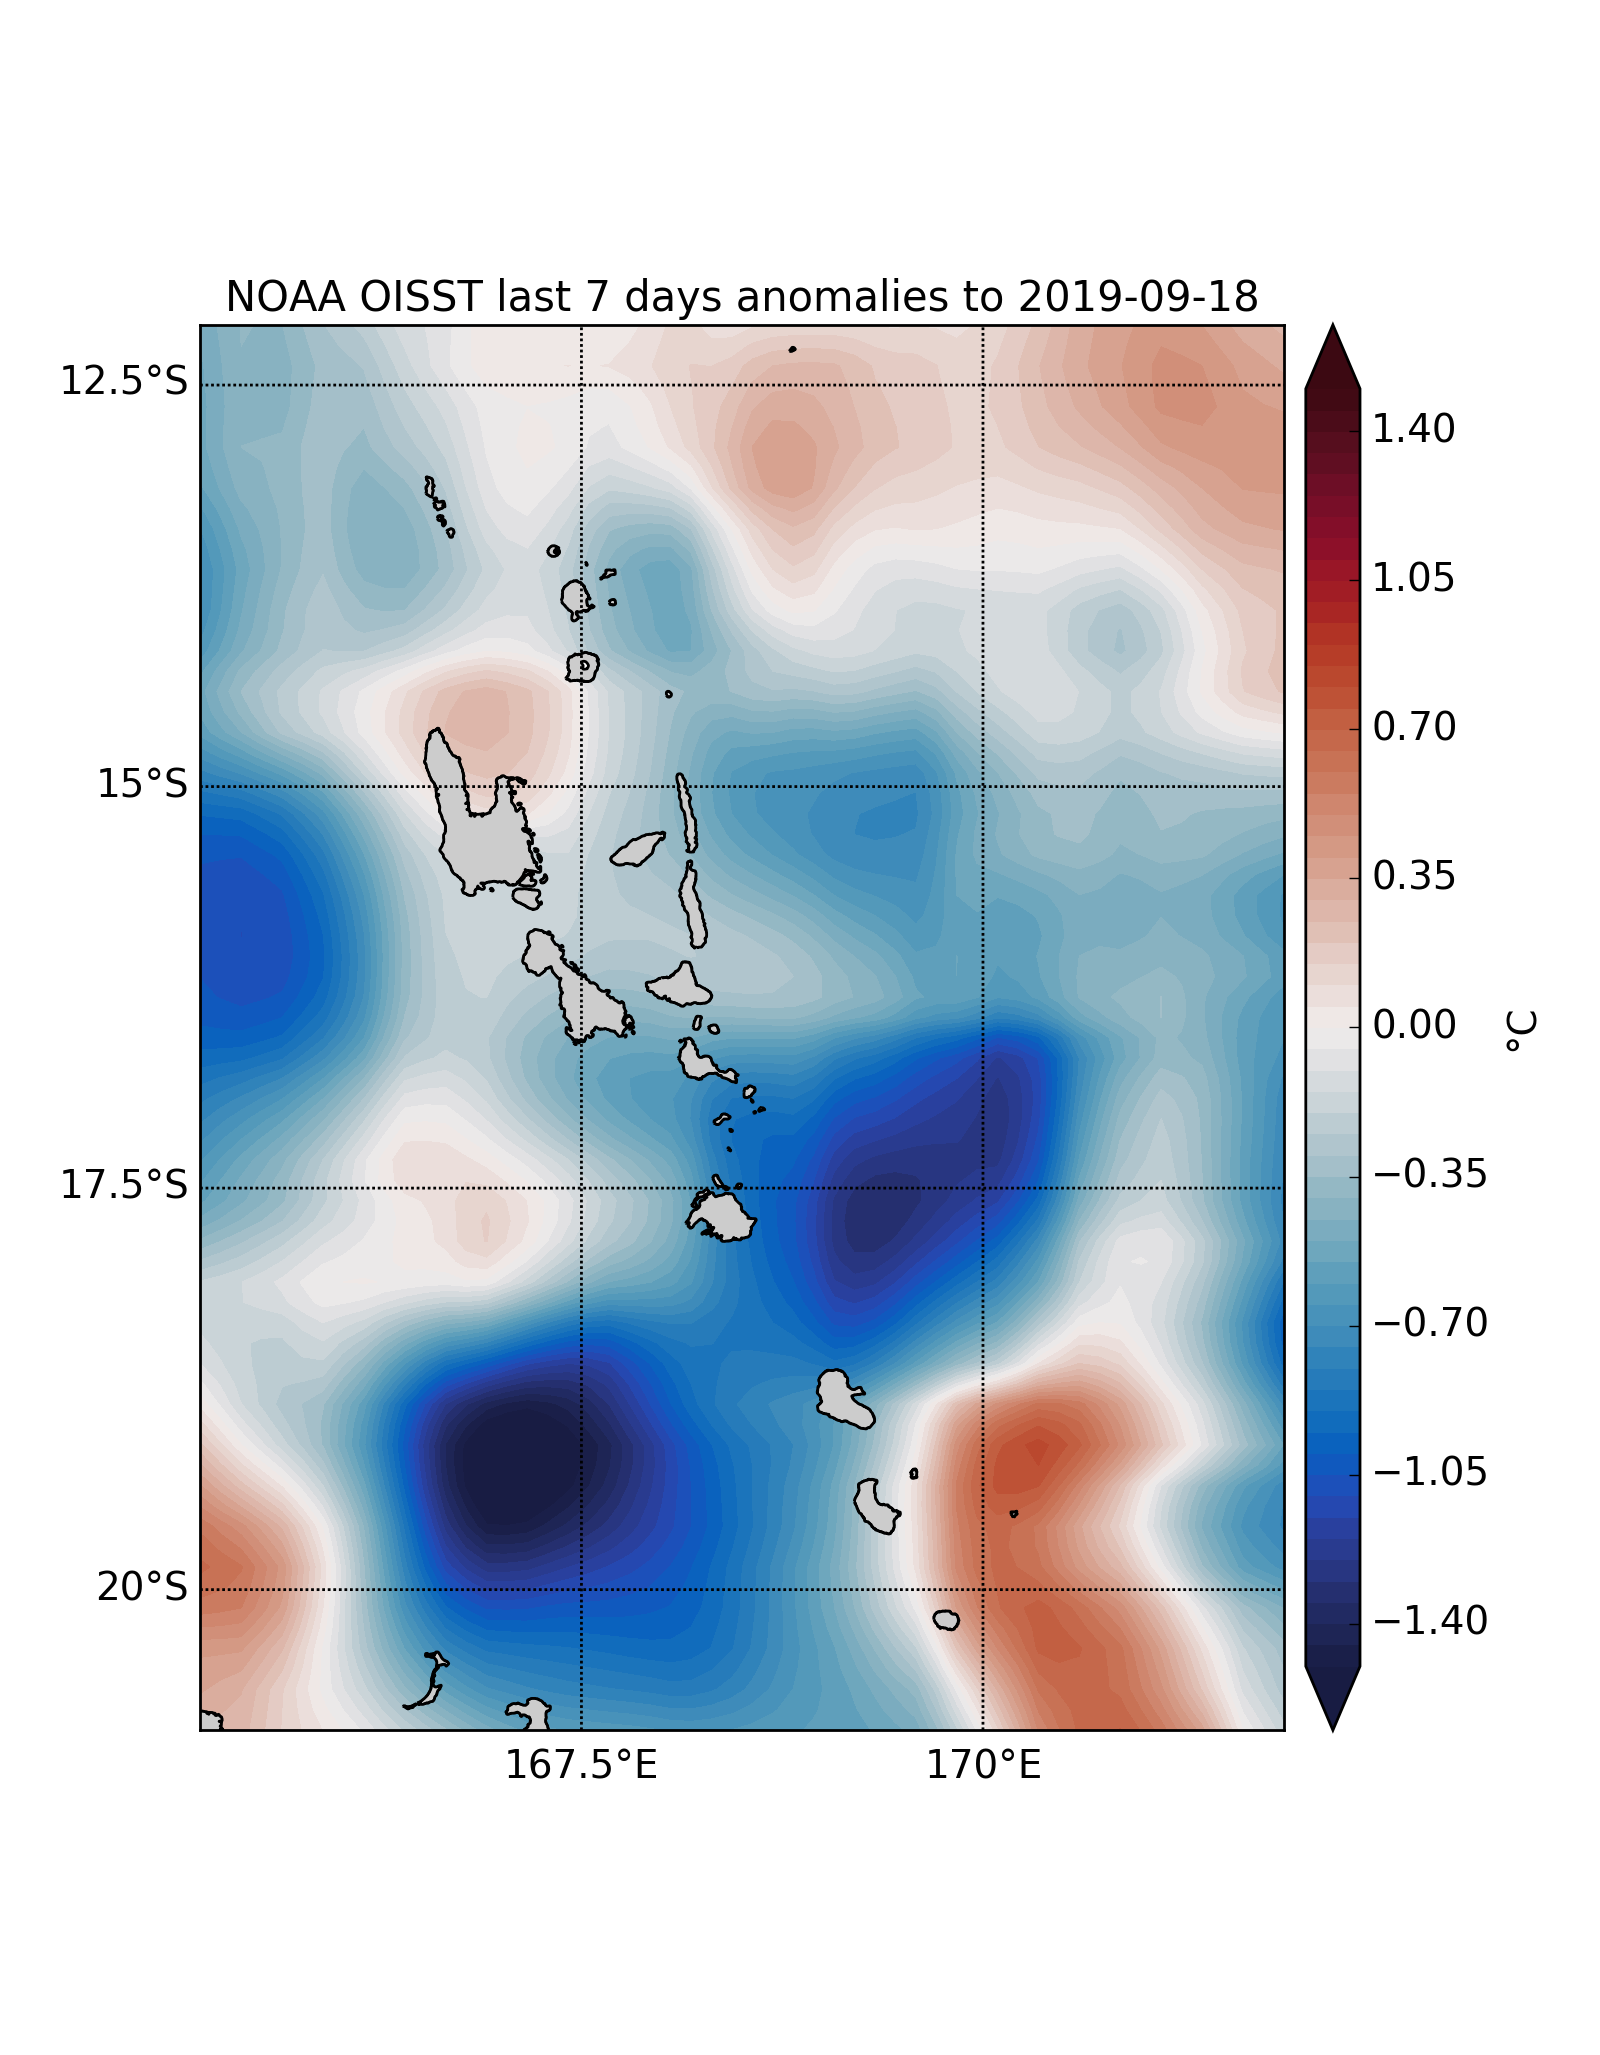 NOAA OISST last 7 days anomalies to 2019-09-18
12.5°S
15°S
17.5°S
20°S
167.5°E
170°E
1.40
1.05
0.70
0.35
0.00
−0.35
−0.70
−1.05
−1.40
°C